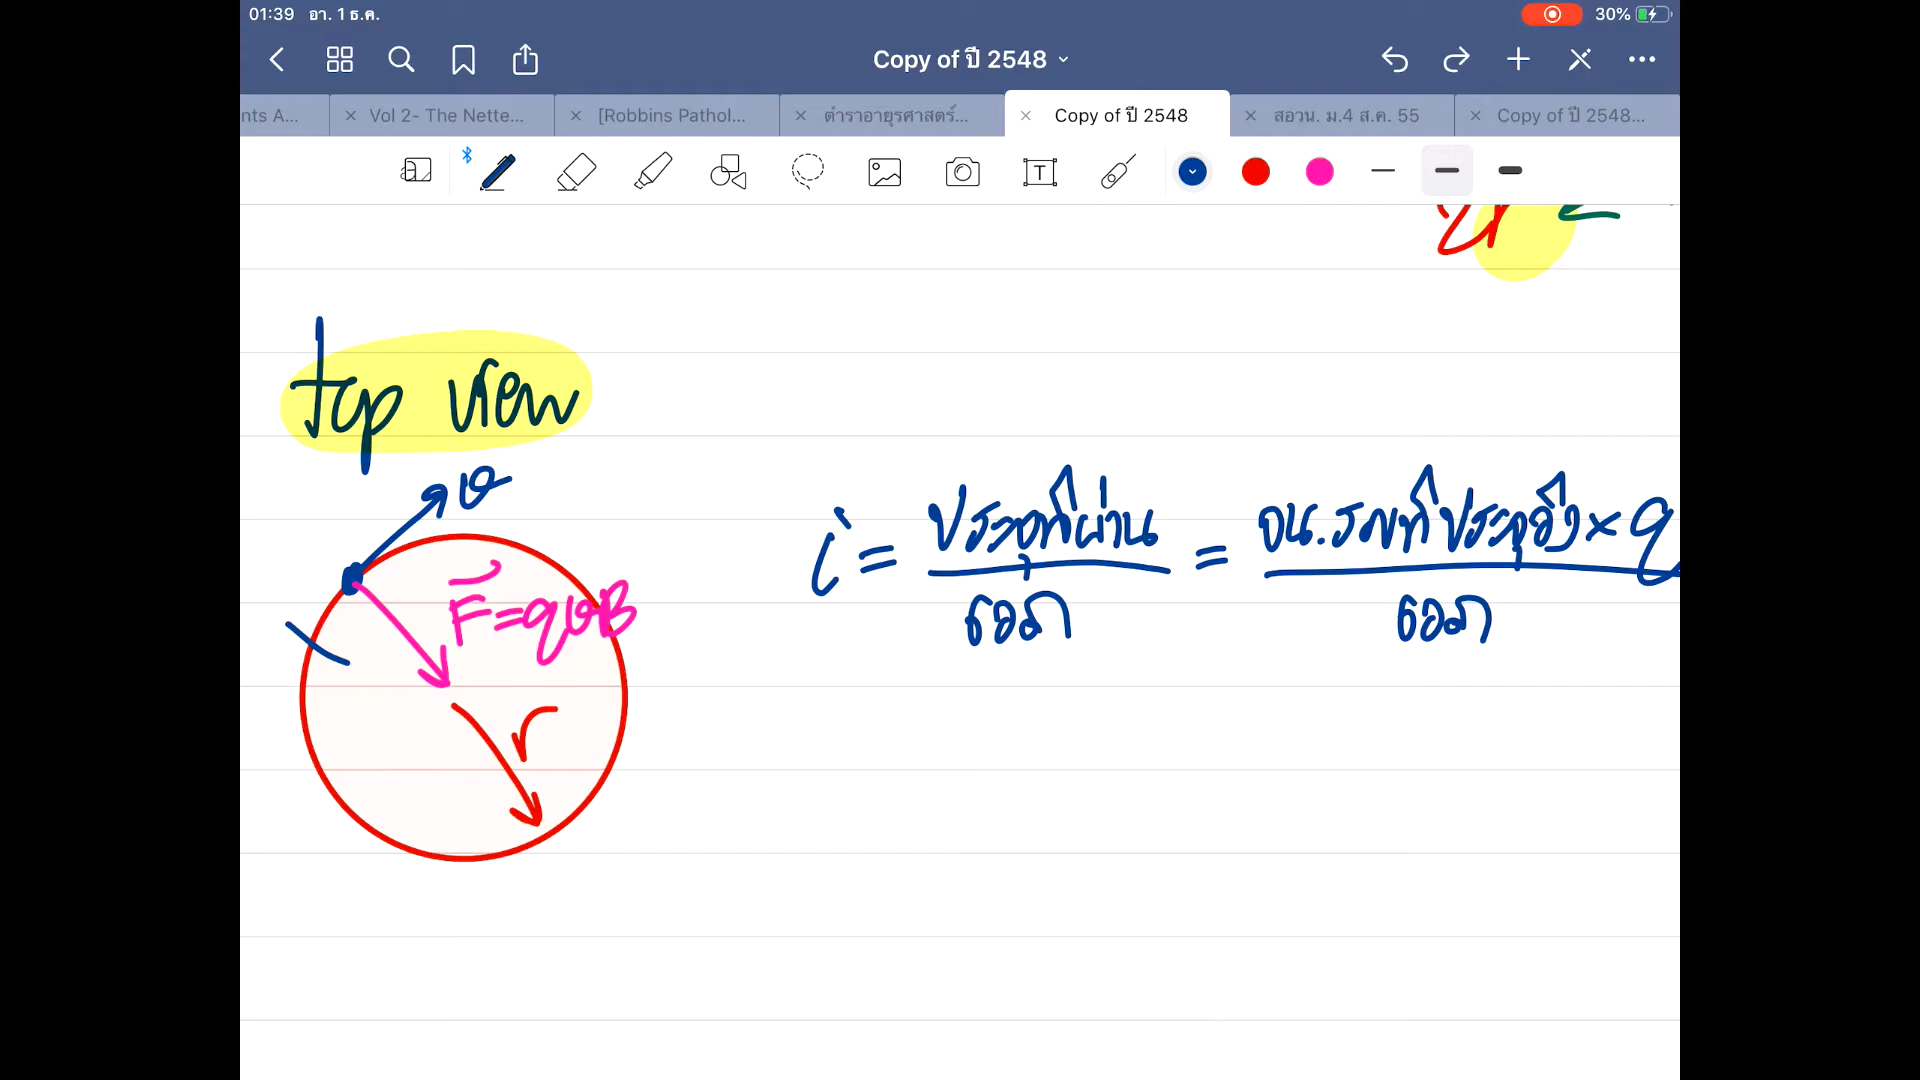 01:39 อา. 1 ธ.ค. 30%
Copy of ปี 2548
nts A... Vol 2- The Nette... [Robbins Pathol... ตำราอายุรศาสตร์... Copy of ปี 2548 สอวน. ม.4 ส.ค. 55 Copy of ปี 2548...
top view
v
i = ประจุที่ผ่าน / เวลา = จน.รอบที่ประจุวิ่ง × q / เวลา
F = qvB
r